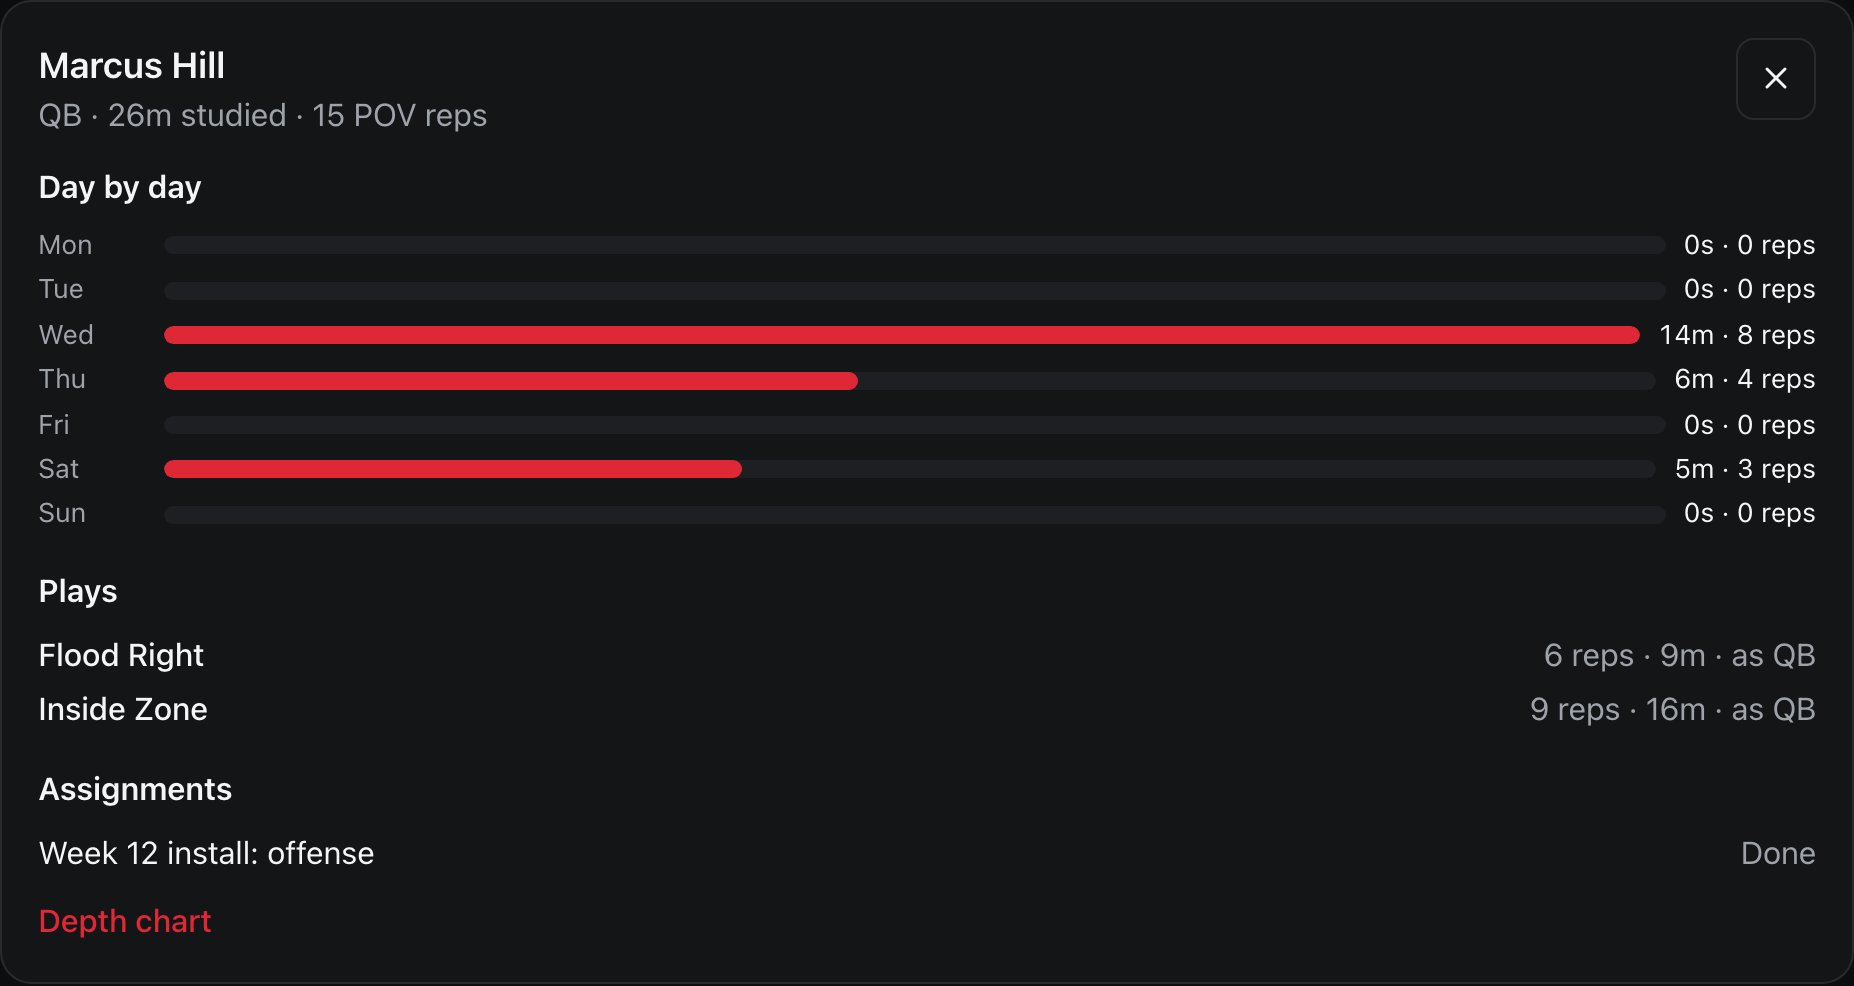 Marcus Hill
QB · 26m studied · 15 POV reps
Day by day
Mon 0s · 0 reps
Tue 0s · 0 reps
Wed 14m · 8 reps
Thu 6m · 4 reps
Fri 0s · 0 reps
Sat 5m · 3 reps
Sun 0s · 0 reps
Plays
Flood Right 6 reps · 9m · as QB
Inside Zone 9 reps · 16m · as QB
Assignments
Week 12 install: offense Done
Depth chart